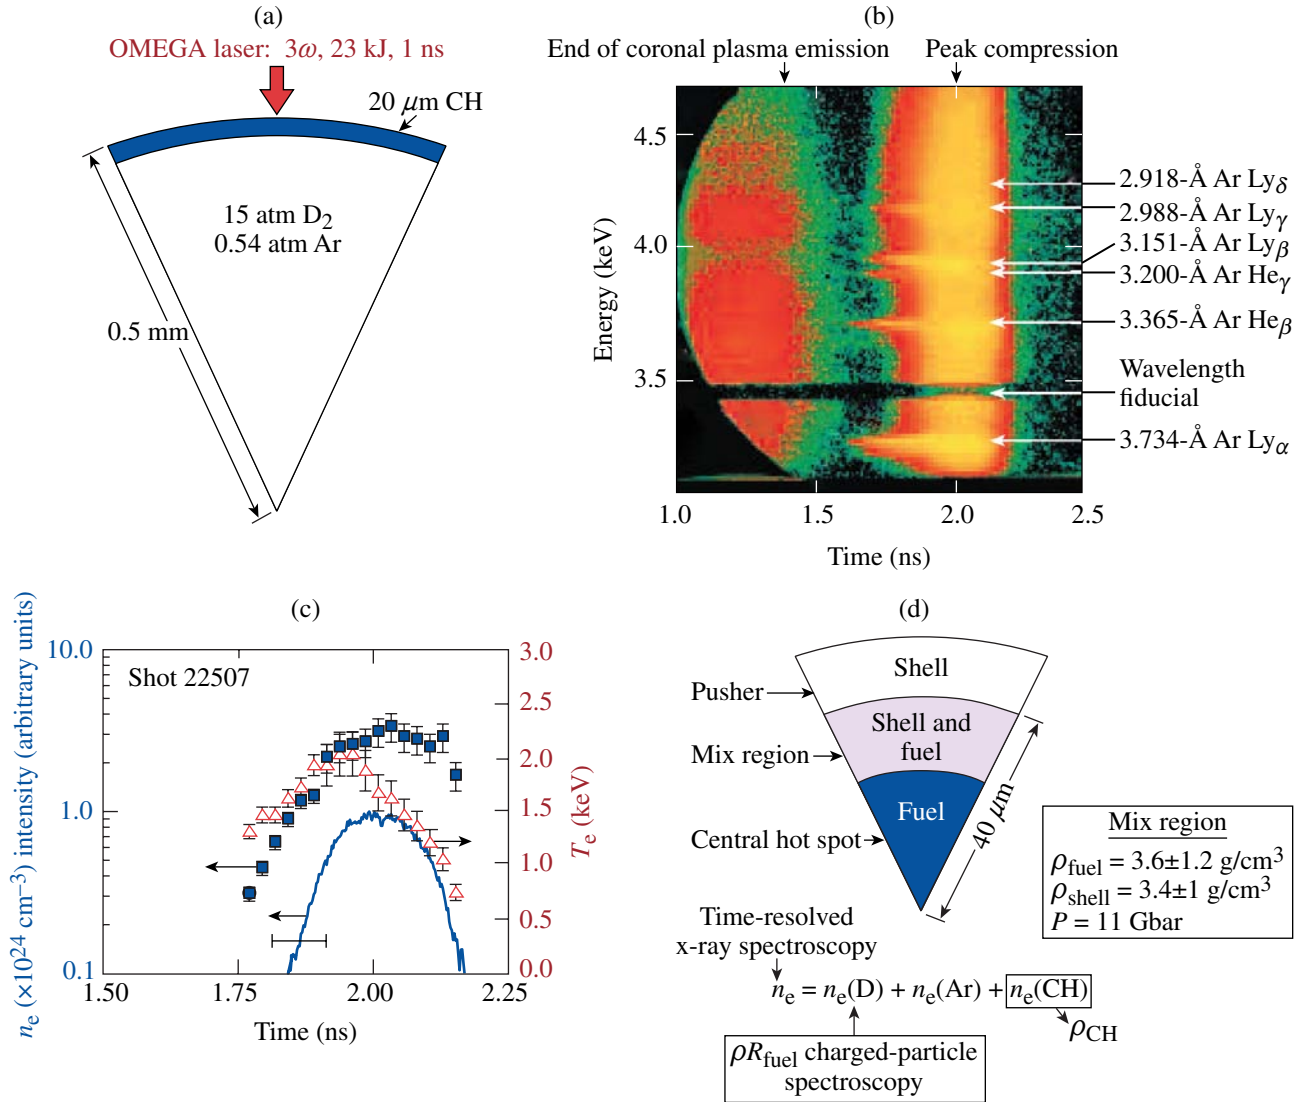 (a)
OMEGA laser: 3ω, 23 kJ, 1 ns
20 μm CH
15 atm D₂
0.54 atm Ar
0.5 mm
(b)
End of coronal plasma emission
Peak compression
Energy (keV)
4.5
4.0
3.5
1.0
1.5
2.0
2.5
Time (ns)
2.918-Å Ar Lyδ
2.988-Å Ar Lyγ
3.151-Å Ar Lyβ
3.200-Å Ar Heγ
3.365-Å Ar Heβ
Wavelength
fiducial
3.734-Å Ar Lyα
(c)
nₑ (×10²⁴ cm⁻³) intensity (arbitrary units)
10.0
1.0
0.1
Shot 22507
3.0
2.5
2.0
1.5
1.0
0.5
0.0
Tₑ (keV)
1.50
1.75
2.00
2.25
Time (ns)
(d)
Shell
Pusher
Shell and
fuel
Mix region
Fuel
Central hot spot
40 μm
Mix region
ρfuel = 3.6±1.2 g/cm³
ρshell = 3.4±1 g/cm³
P = 11 Gbar
Time-resolved
x-ray spectroscopy
nₑ = nₑ(D) + nₑ(Ar) + nₑ(CH)
ρCH
ρRfuel charged-particle
spectroscopy